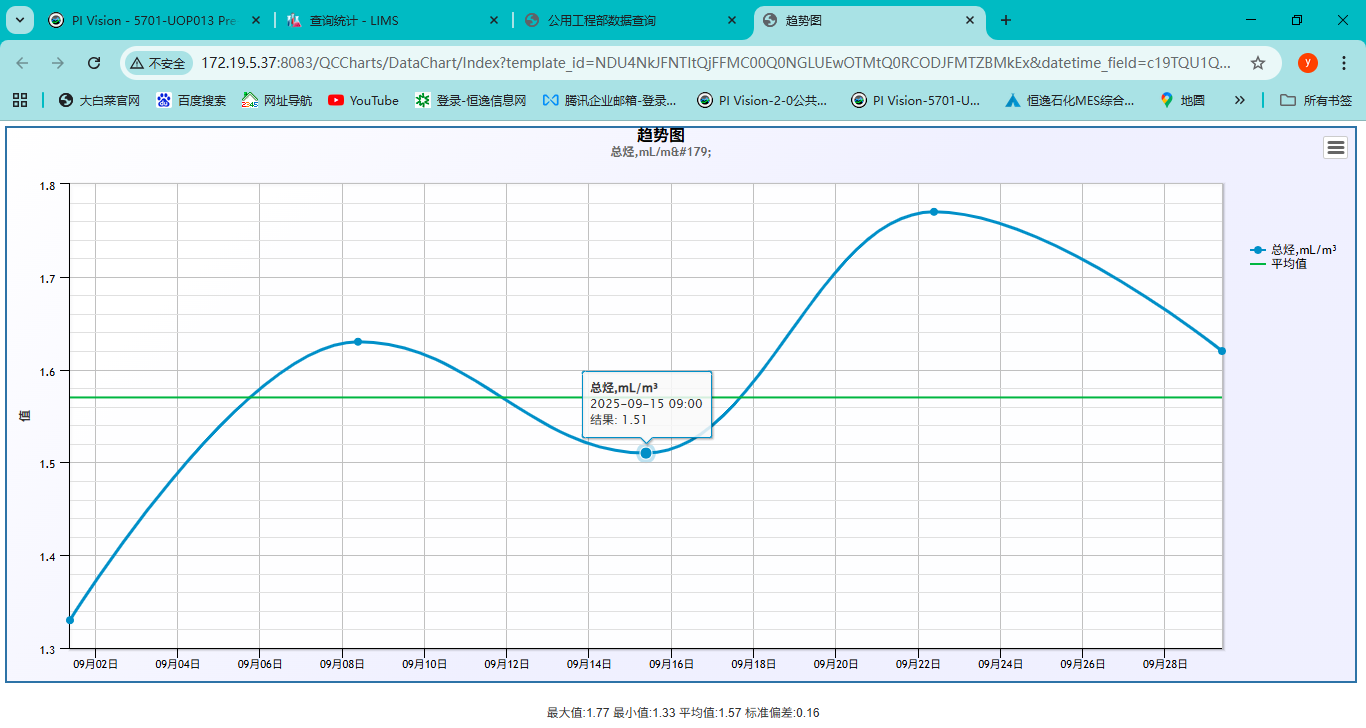 PI Vision - 5701-UOP013 Pre
查询统计 - LIMS
公用工程部数据查询
趋势图
不安全
172.19.5.37:8083/QCCharts/DataChart/Index?template_id=NDU4NkJFNTItQjFFMC00Q0NGLUEwOTMtQ0RCODJFMTZBMkEx&datetime_field=c19TQU1Q...
y
大白菜官网
百度搜索
网址导航
YouTube
登录-恒逸信息网
腾讯企业邮箱-登录...
PI Vision-2-0公共...
PI Vision-5701-U...
恒逸石化MES综合...
地图
所有书签
趋势图
总烃,mL/m&#179;
1.8
1.7
1.6
1.5
1.4
1.3
值
总烃,mL/m³
2025-09-15 09:00
结果: 1.51
总烃,mL/m³
平均值
09月02日
09月04日
09月06日
09月08日
09月10日
09月12日
09月14日
09月16日
09月18日
09月20日
09月22日
09月24日
09月26日
09月28日
最大值:1.77 最小值:1.33 平均值:1.57 标准偏差:0.16